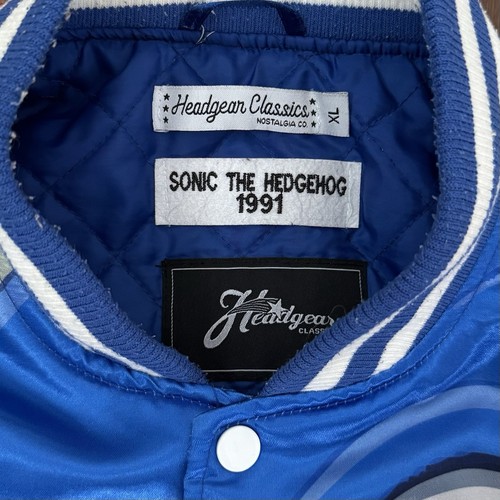 Headgear Classics
NOSTALGIA CO.
XL
SONIC THE HEDGEHOG
1991
Headgear
CLASSICS